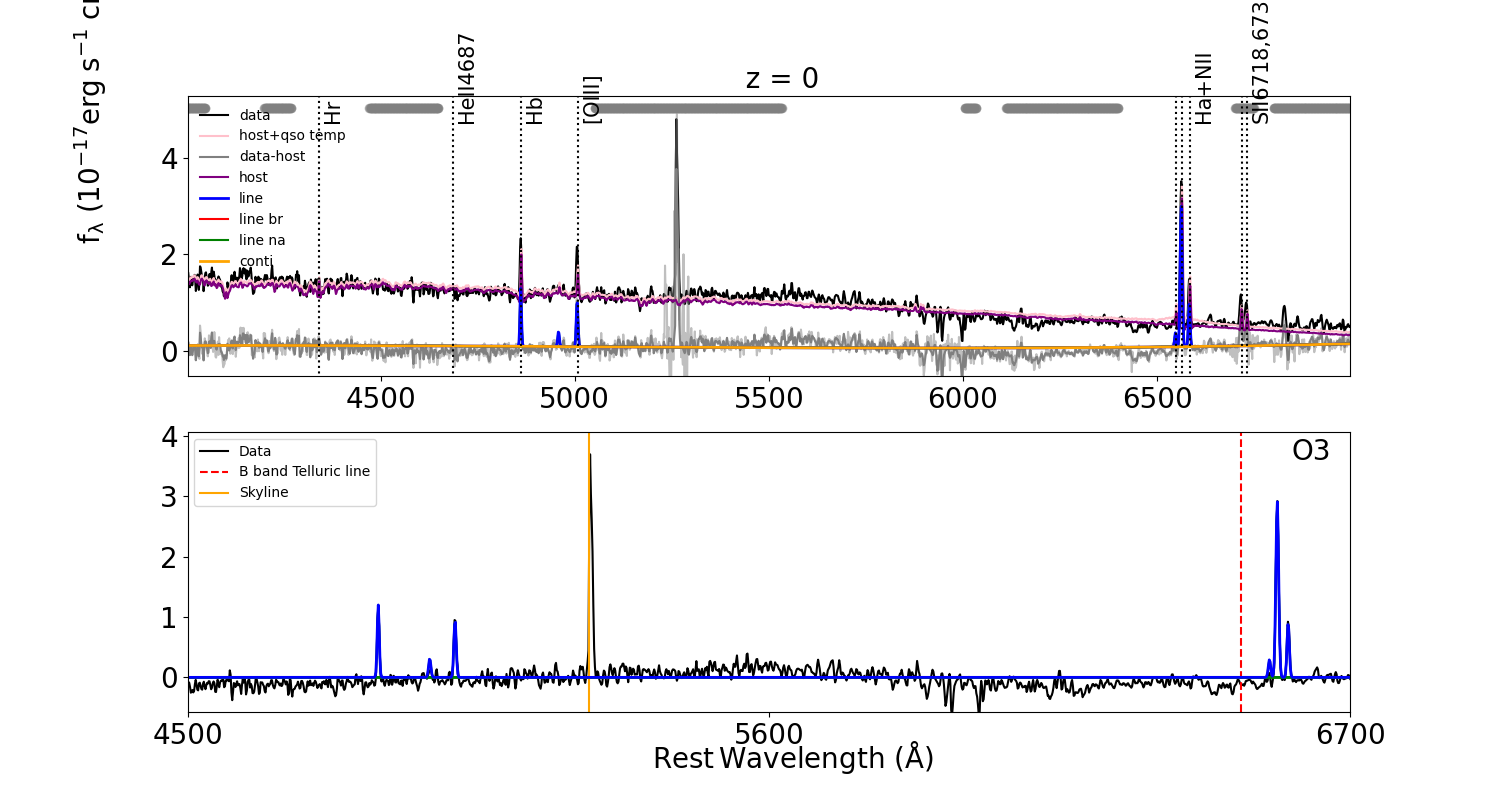 z = 0
f_λ (10^−17 erg s^−1 c
Hr
HeII4687
Hb
[OIII]
Ha+NII
SII6718,673
data
host+qso temp
data-host
host
line
line br
line na
conti
4
2
0
4500
5000
5500
6000
6500
O3
Data
B band Telluric line
Skyline
4
3
2
1
0
4500
5600
6700
Rest Wavelength (Å)